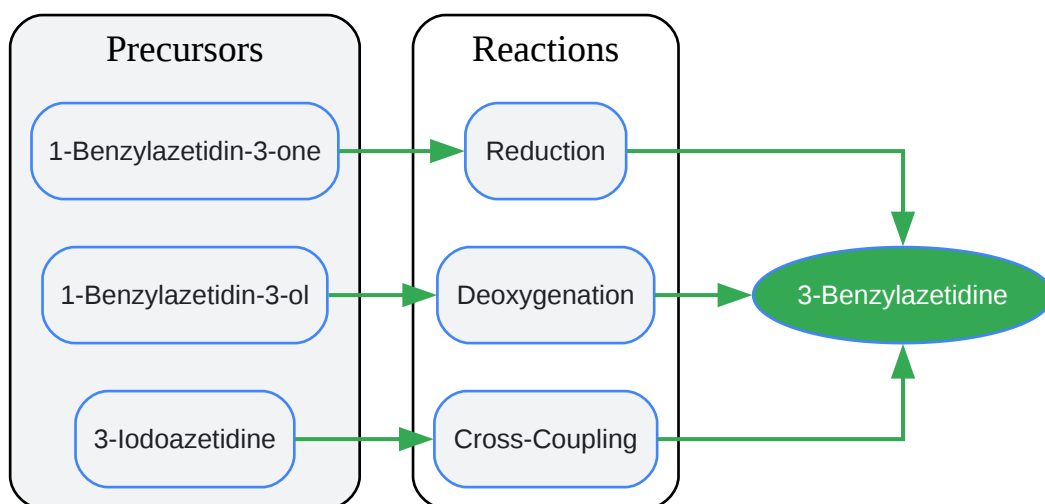 Precursors
Reactions
1-Benzylazetidin-3-one
Reduction
1-Benzylazetidin-3-ol
Deoxygenation
3-Benzylazetidine
3-Iodoazetidine
Cross-Coupling